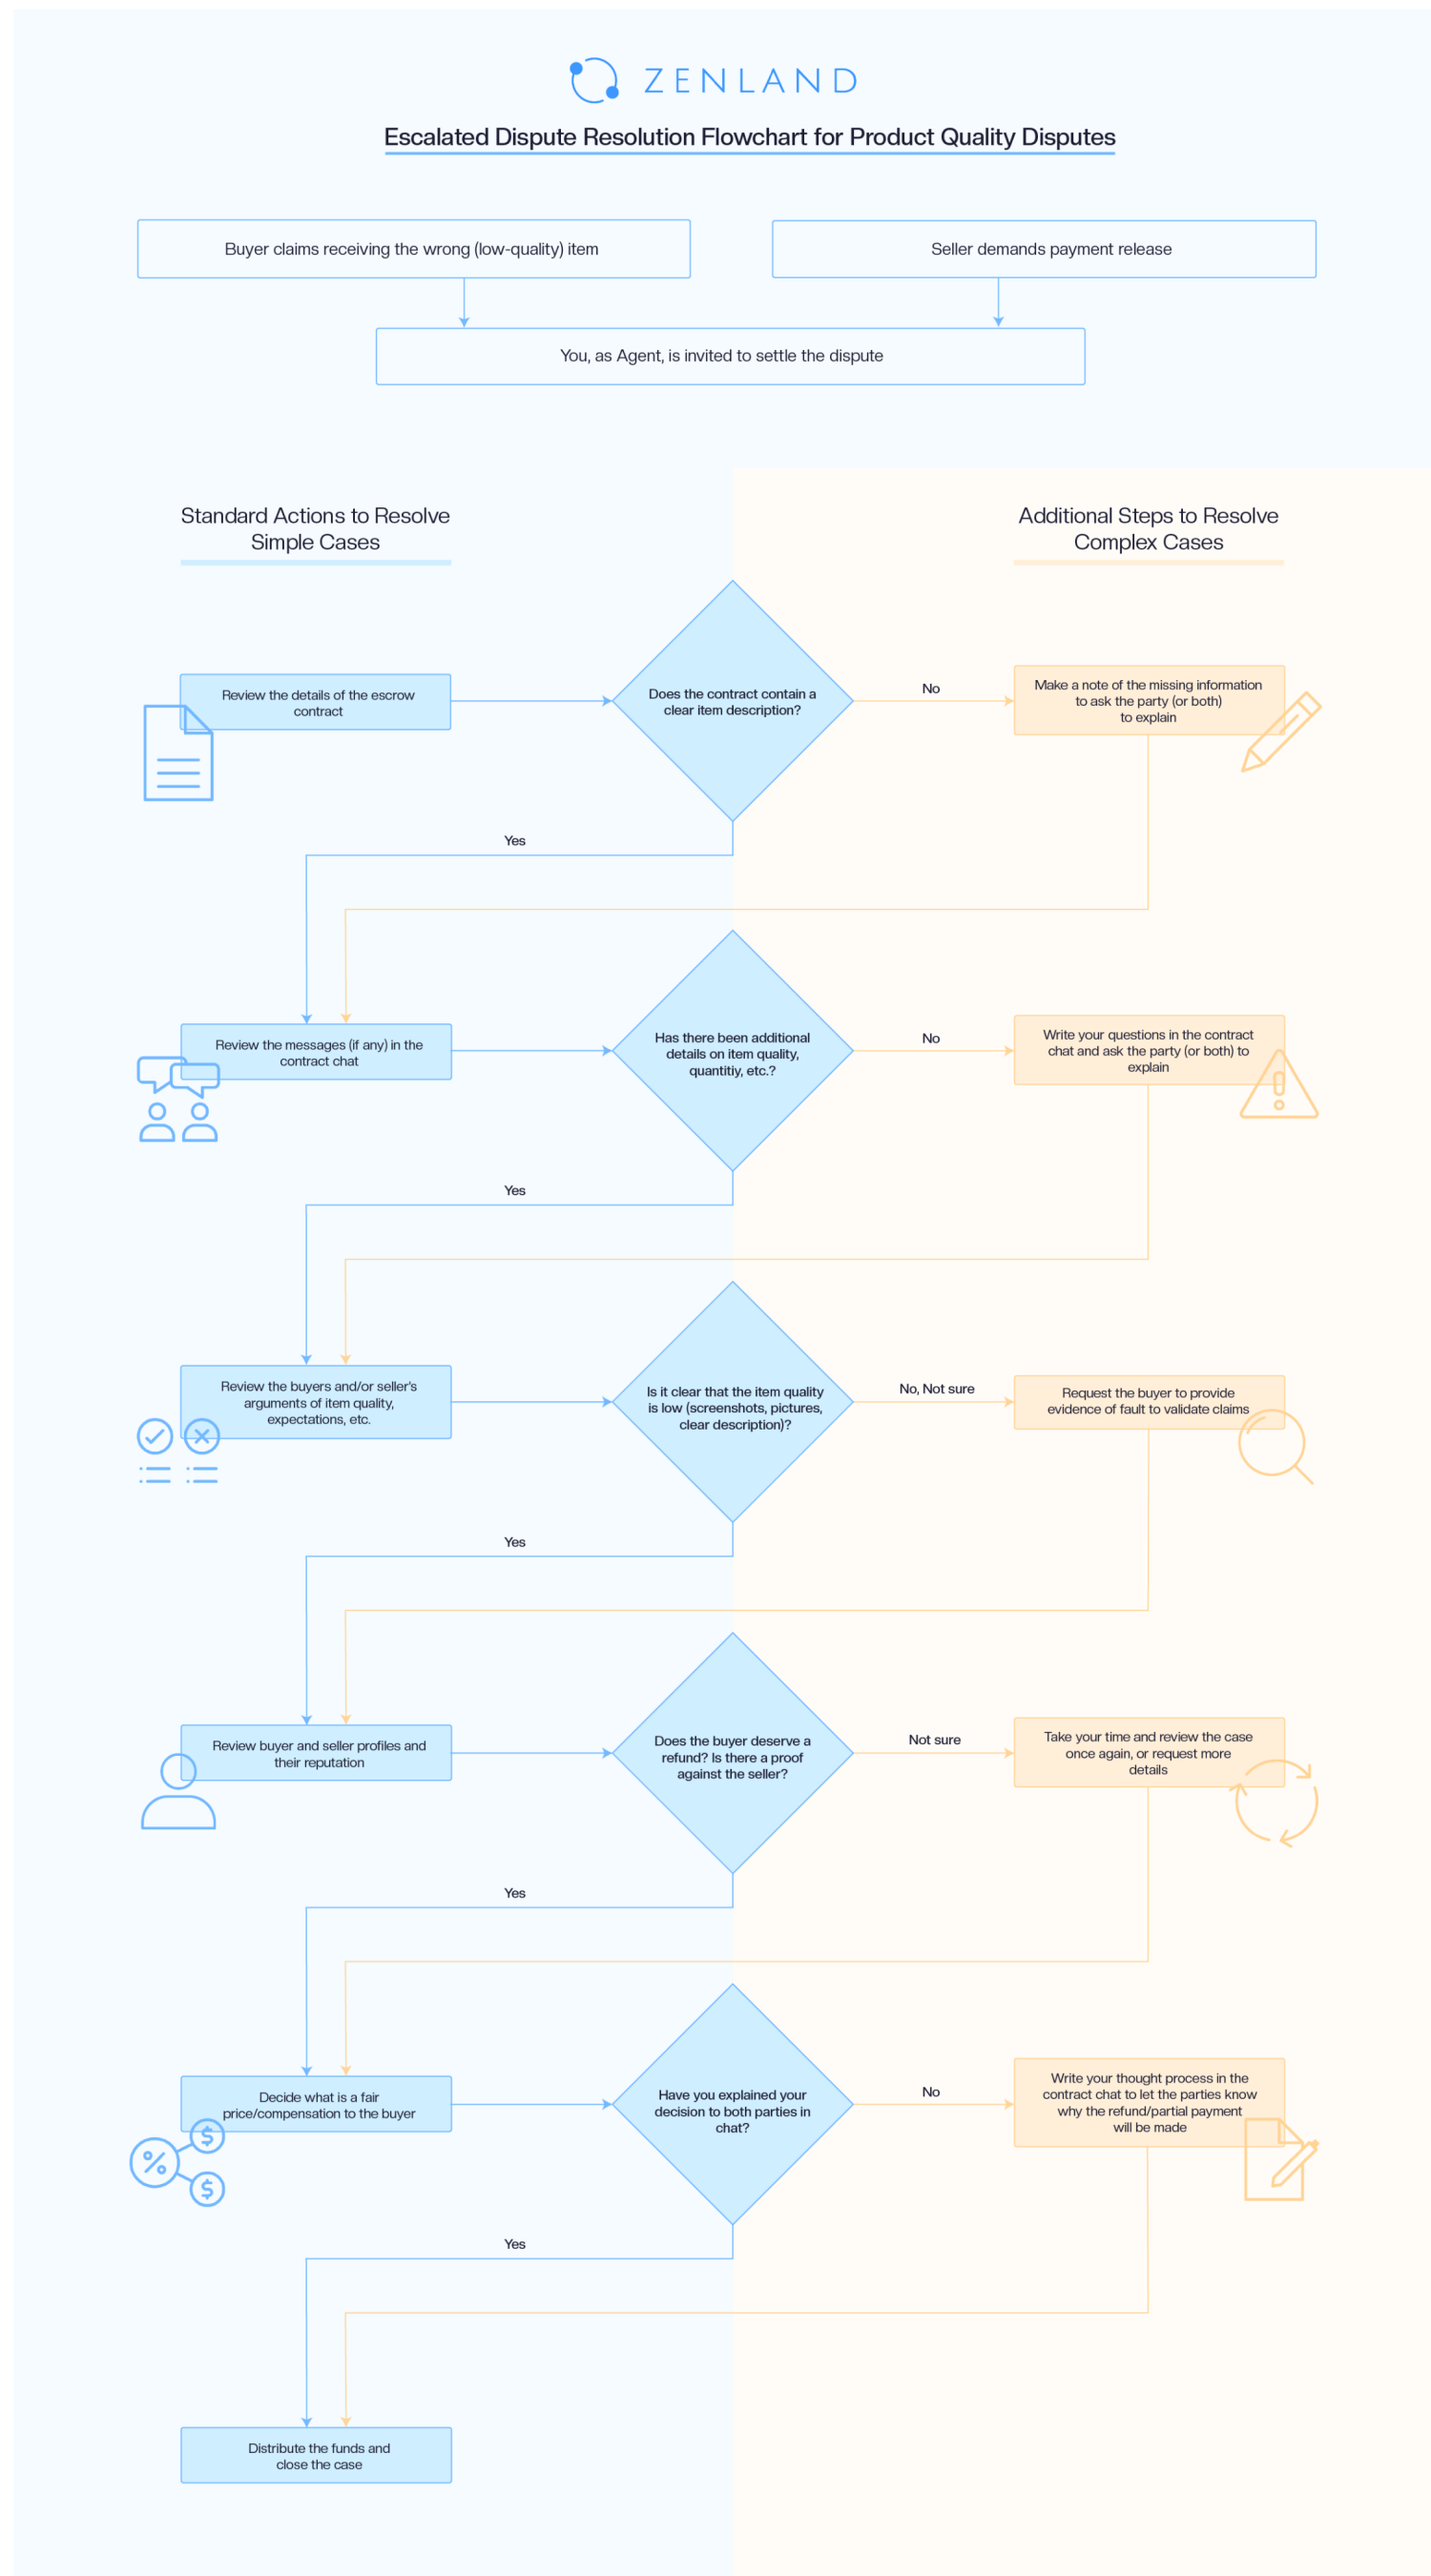 ZENLAND
Escalated Dispute Resolution Flowchart for Product Quality Disputes
Buyer claims receiving the wrong (low-quality) item
Seller demands payment release
You, as Agent, is invited to settle the dispute
Standard Actions to Resolve
Simple Cases
Additional Steps to Resolve
Complex Cases
Review the details of the escrow
contract
Does the contract contain a
clear item description?
No
Make a note of the missing information
to ask the party (or both)
to explain
Yes
Review the messages (if any) in the
contract chat
Has there been additional
details on item quality,
quantitiy, etc.?
No
Write your questions in the contract
chat and ask the party (or both) to
explain
Yes
Review the buyers and/or seller's
arguments of item quality,
expectations, etc.
Is it clear that the item quality
is low (screenshots, pictures,
clear description)?
No, Not sure
Request the buyer to provide
evidence of fault to validate claims
Yes
Review buyer and seller profiles and
their reputation
Does the buyer deserve a
refund? Is there a proof
against the seller?
Not sure
Take your time and review the case
once again, or request more
details
Yes
Decide what is a fair
price/compensation to the buyer
% $ $
Have you explained your
decision to both parties in
chat?
No
Write your thought process in the
contract chat to let the parties know
why the refund/partial payment
will be made
Yes
Distribute the funds and
close the case